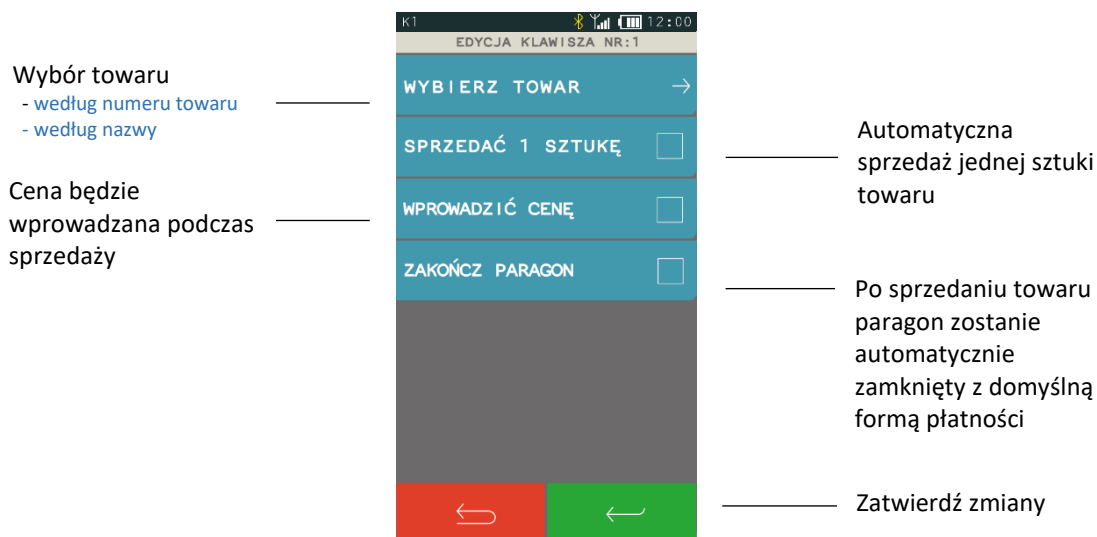 K1 12:00
EDYCJA KLAWISZA NR:1
Wybór towaru
- według numeru towaru
- według nazwy
WYBIERZ TOWAR
SPRZEDAĆ 1 SZTUKĘ
Automatyczna
sprzedaż jednej sztuki
towaru
Cena będzie
wprowadzana podczas
sprzedaży
WPROWADZIĆ CENĘ
ZAKOŃCZ PARAGON
Po sprzedaniu towaru
paragon zostanie
automatycznie
zamknięty z domyślną
formą płatności
Zatwierdź zmiany